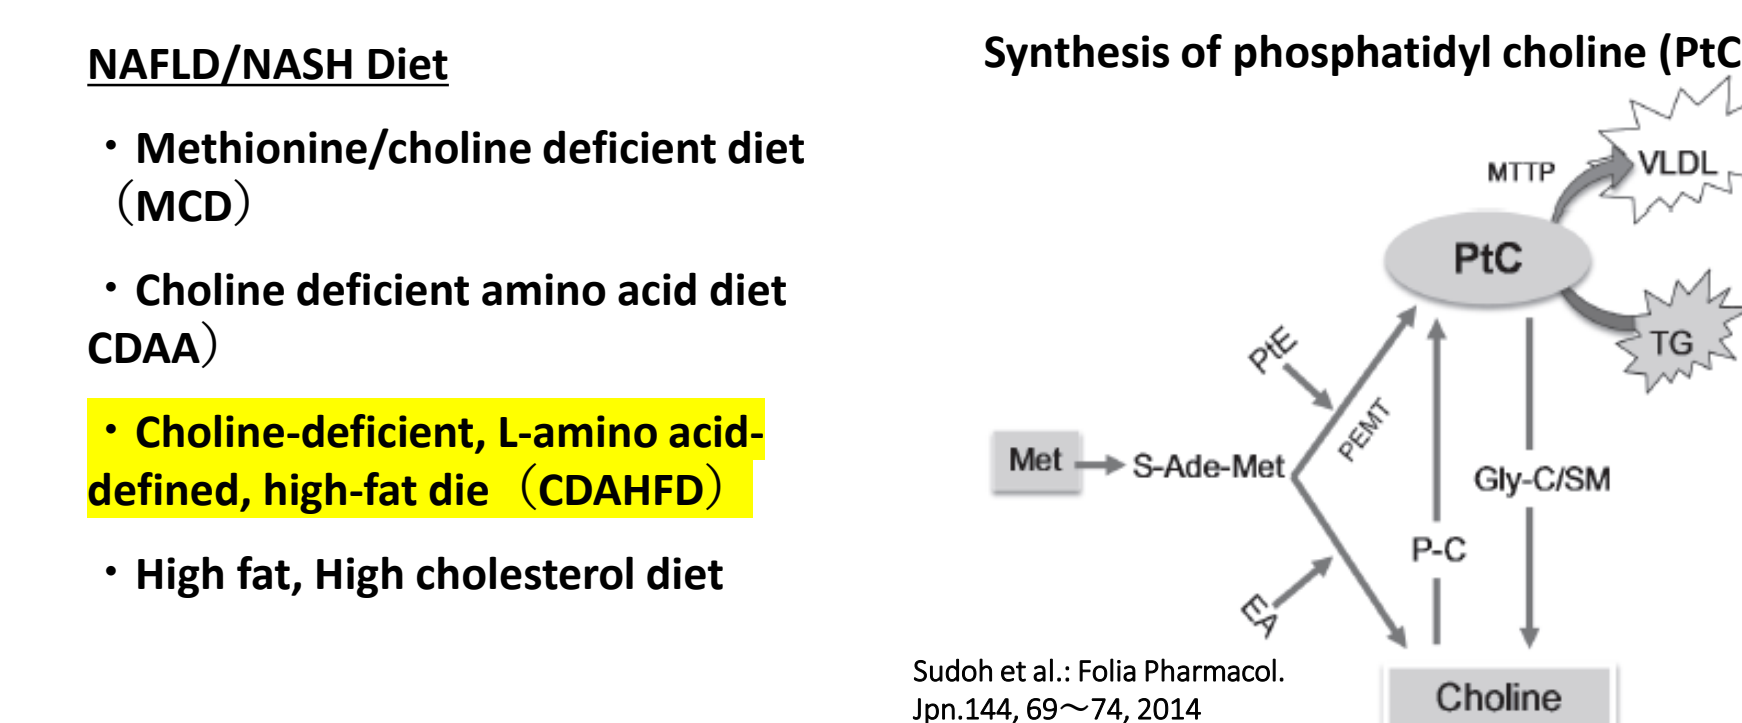 NAFLD/NASH Diet
・Methionine/choline deficient diet
（MCD）
・Choline deficient amino acid diet
CDAA）
・Choline-deficient, L-amino acid-
defined, high-fat die（CDAHFD）
・High fat, High cholesterol diet
Synthesis of phosphatidyl choline (PtC
MTTP
VLDL
PtC
TG
PtE
PEMT
Met
S-Ade-Met
Gly-C/SM
P-C
EA
Choline
Sudoh et al.: Folia Pharmacol.
Jpn.144, 69～74, 2014